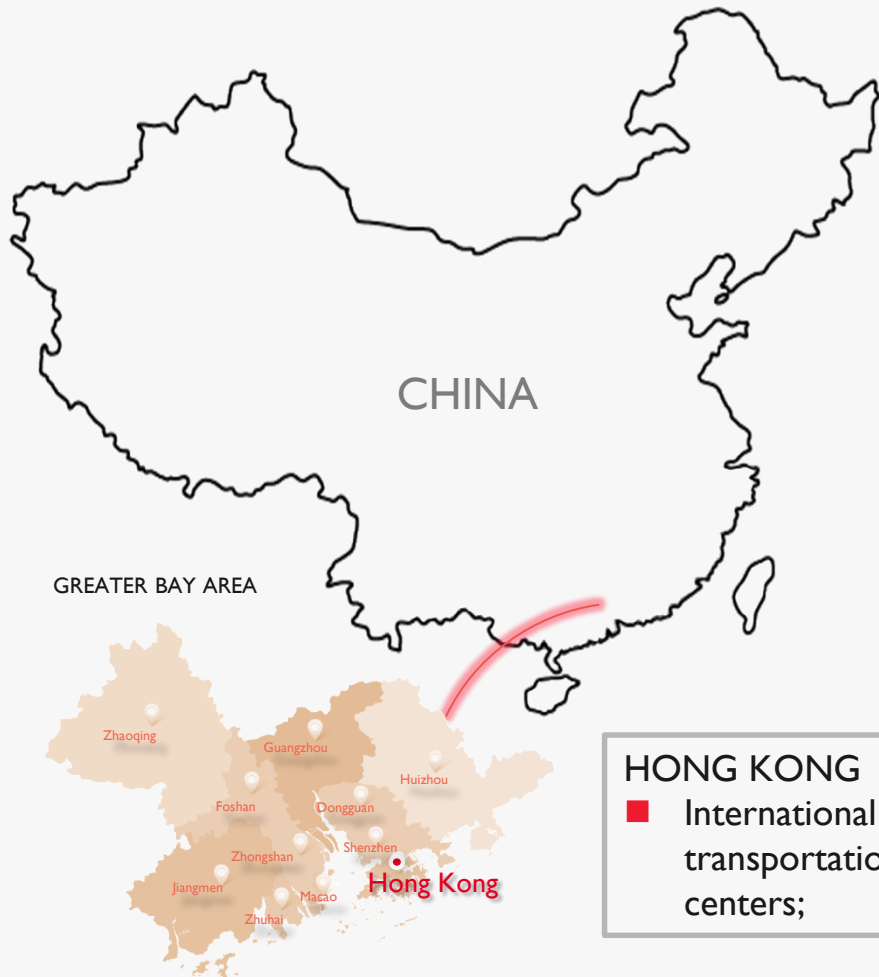 CHINA
GREATER BAY AREA
Zhaoqing
Guangzhou
Huizhou
Foshan
Dongguan
Shenzhen
Zhongshan
Jiangmen
Macao
Hong Kong
Zhuhai
HONG KONG
International
centers;